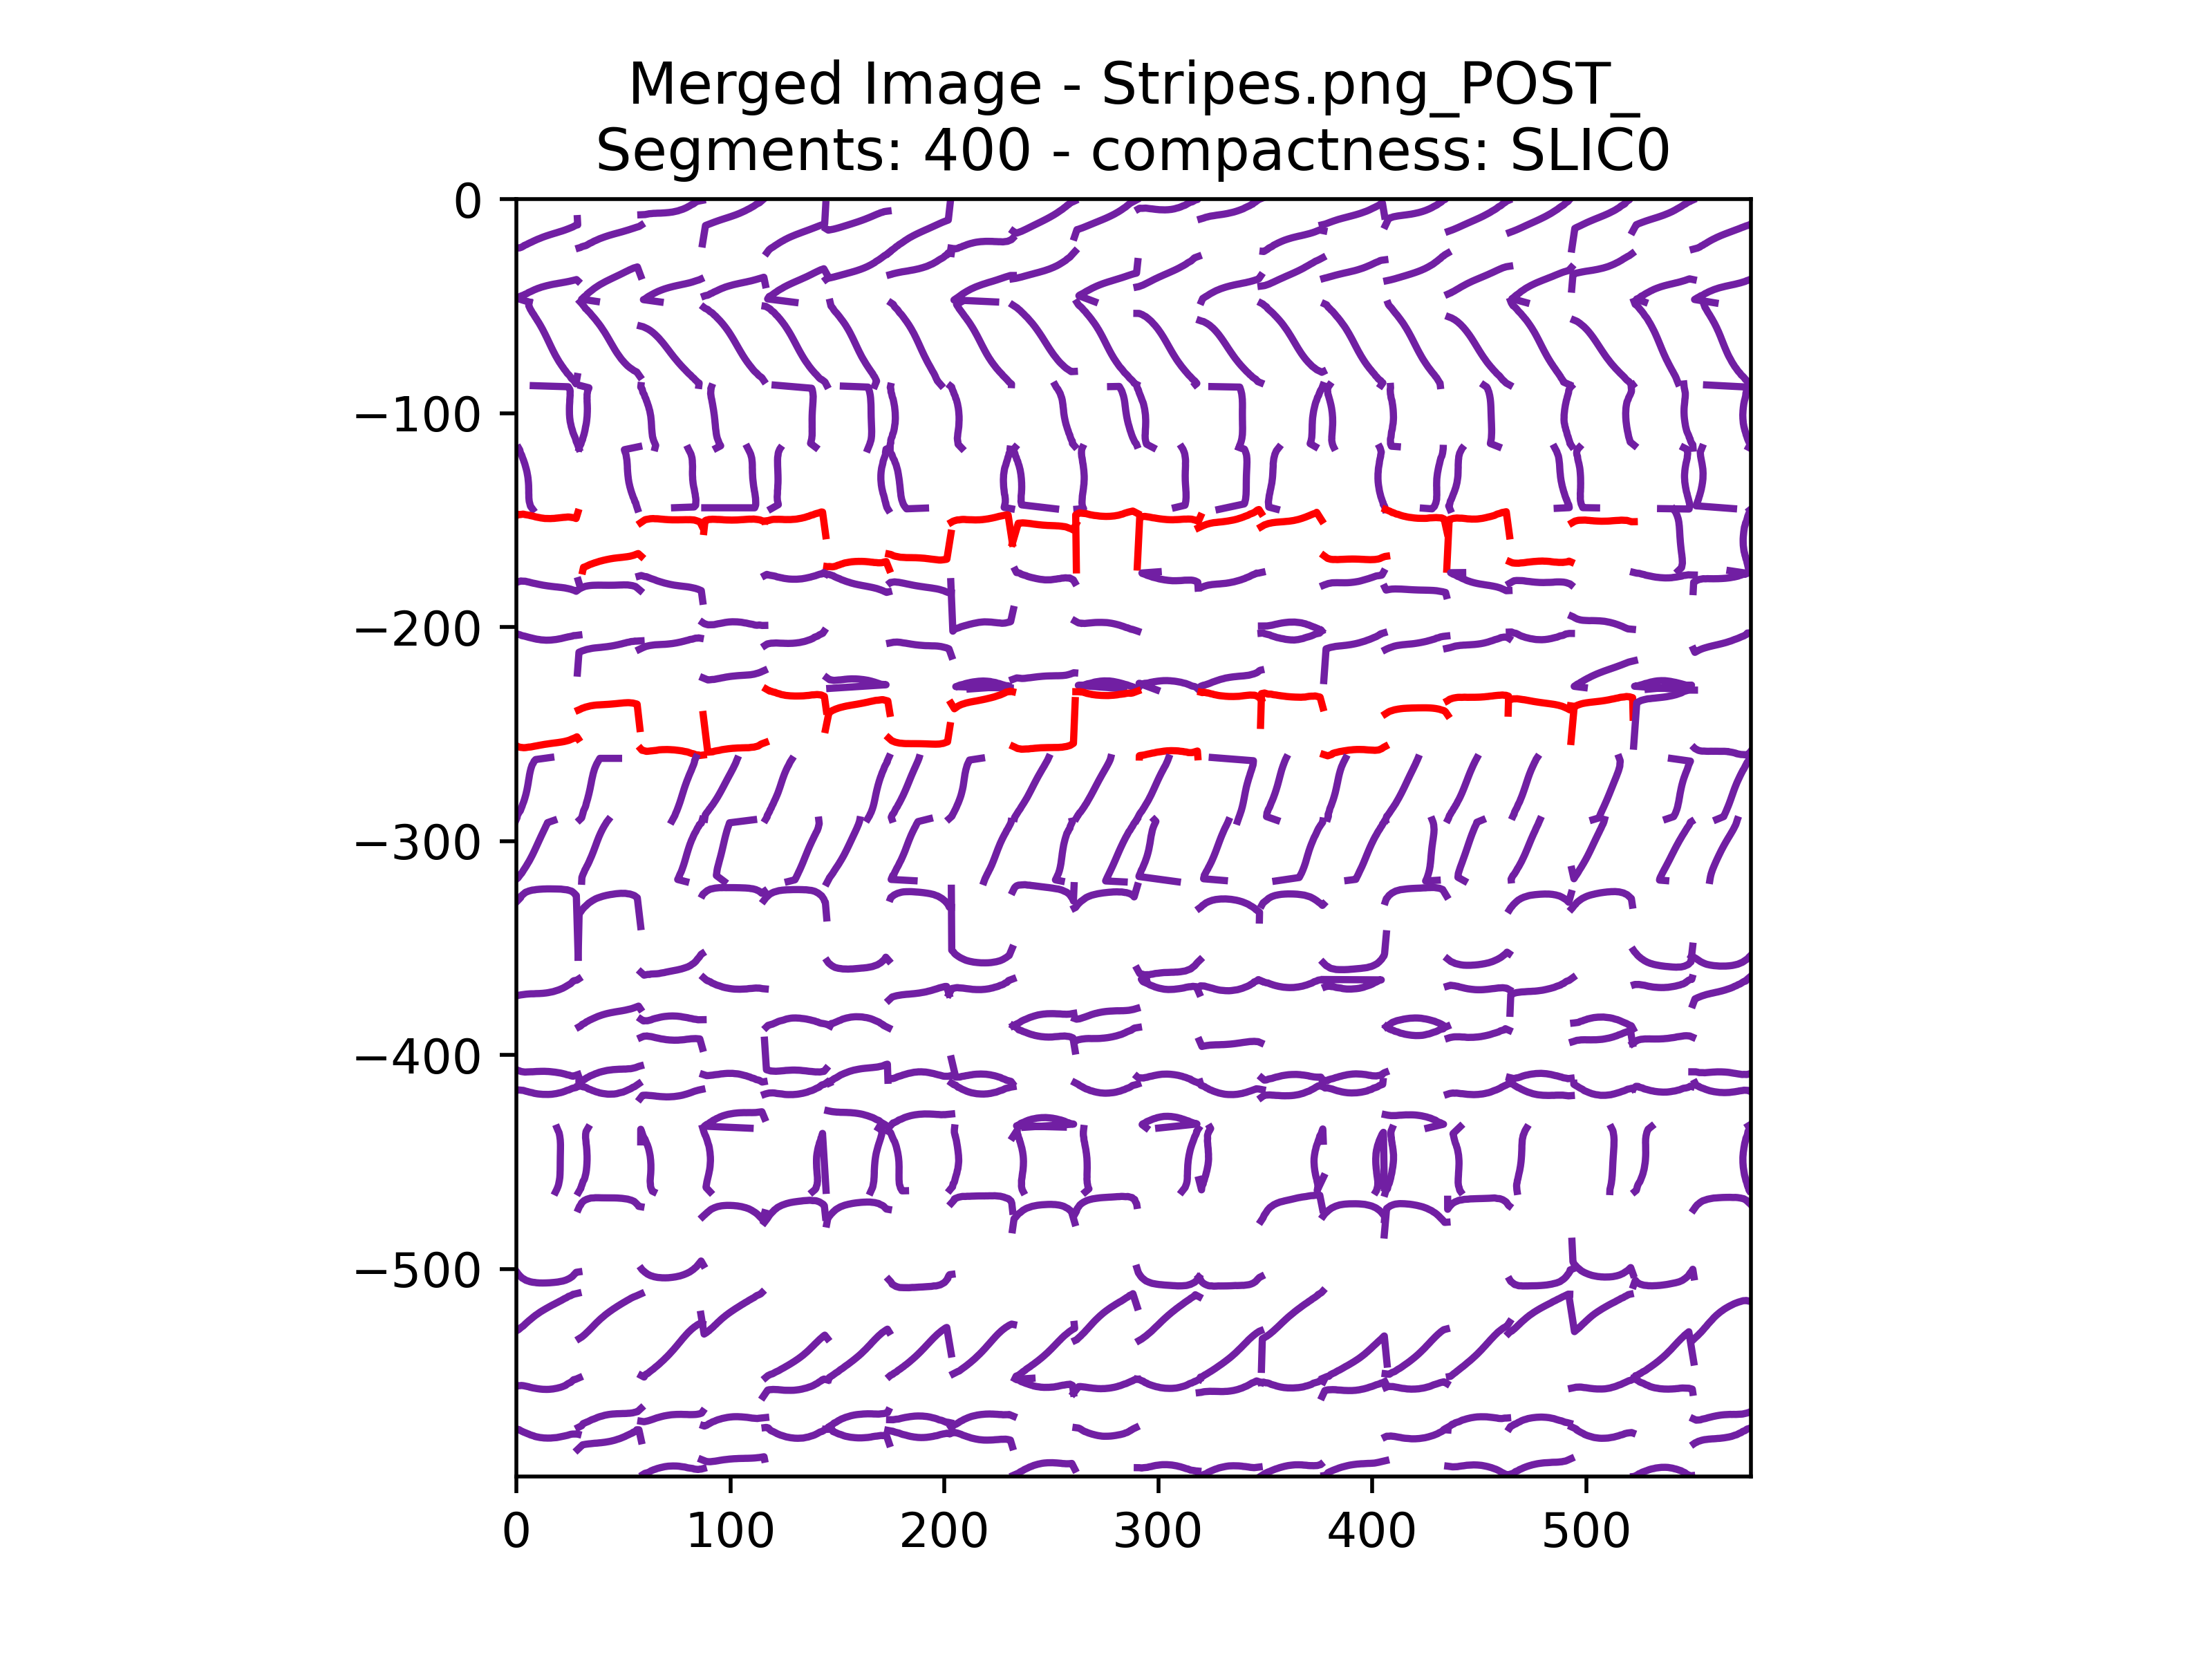 Merged Image - Stripes.png_POST_
Segments: 400 - compactness: SLIC0
0
−100
−200
−300
−400
−500
0 100 200 300 400 500